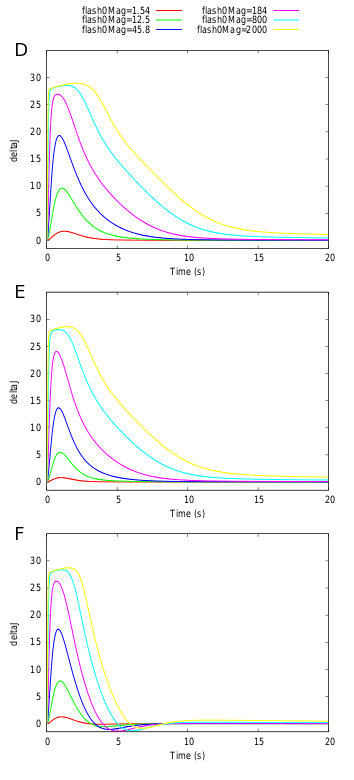 flash0Mag=1.54 flash0Mag=184
flash0Mag=12.5 flash0Mag=800
flash0Mag=45.8 flash0Mag=2000
D
30
25
20
15
10
5
0
deltaJ
0 5 10 15 20
Time (s)
E
30
25
20
15
10
5
0
deltaJ
0 5 10 15 20
Time (s)
F
30
25
20
15
10
5
0
deltaJ
0 5 10 15 20
Time (s)